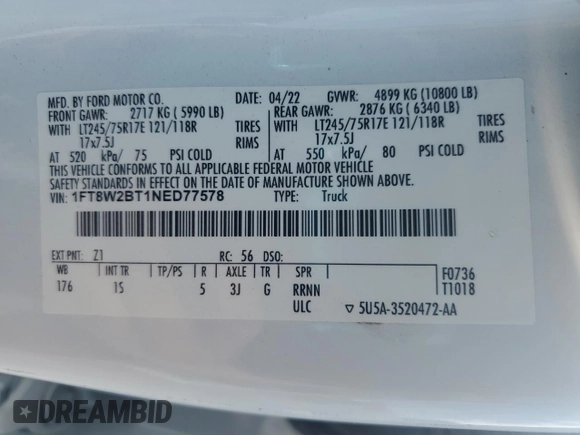 MFD. BY FORD MOTOR CO.
DATE: 04/22 GVWR: 4899 KG (10800 LB)
FRONT GAWR: 2717 KG (5990 LB) REAR GAWR: 2876 KG (6340 LB)
WITH LT245/75R17E 121/118R TIRES WITH LT245/75R17E 121/118R TIRES
17x7.5J RIMS 17x7.5J RIMS
AT 520 kPa/ 75 PSI COLD AT 550 kPa/ 80 PSI COLD
THIS VEHICLE CONFORMS TO ALL APPLICABLE FEDERAL MOTOR VEHICLE
SAFETY STANDARDS IN EFFECT ON THE DATE OF MANUFACTURE SHOWN ABOVE.
VIN: 1FT8W2BT1NED77578 TYPE: Truck
EXT PNT: Z1 RC: 56 DSO:
WB INT TR TP/PS R AXLE TR SPR F0736
176 1S 5 3J G RRNN T1018
ULC ▽ 5U5A-3520472-AA
DREAMBID